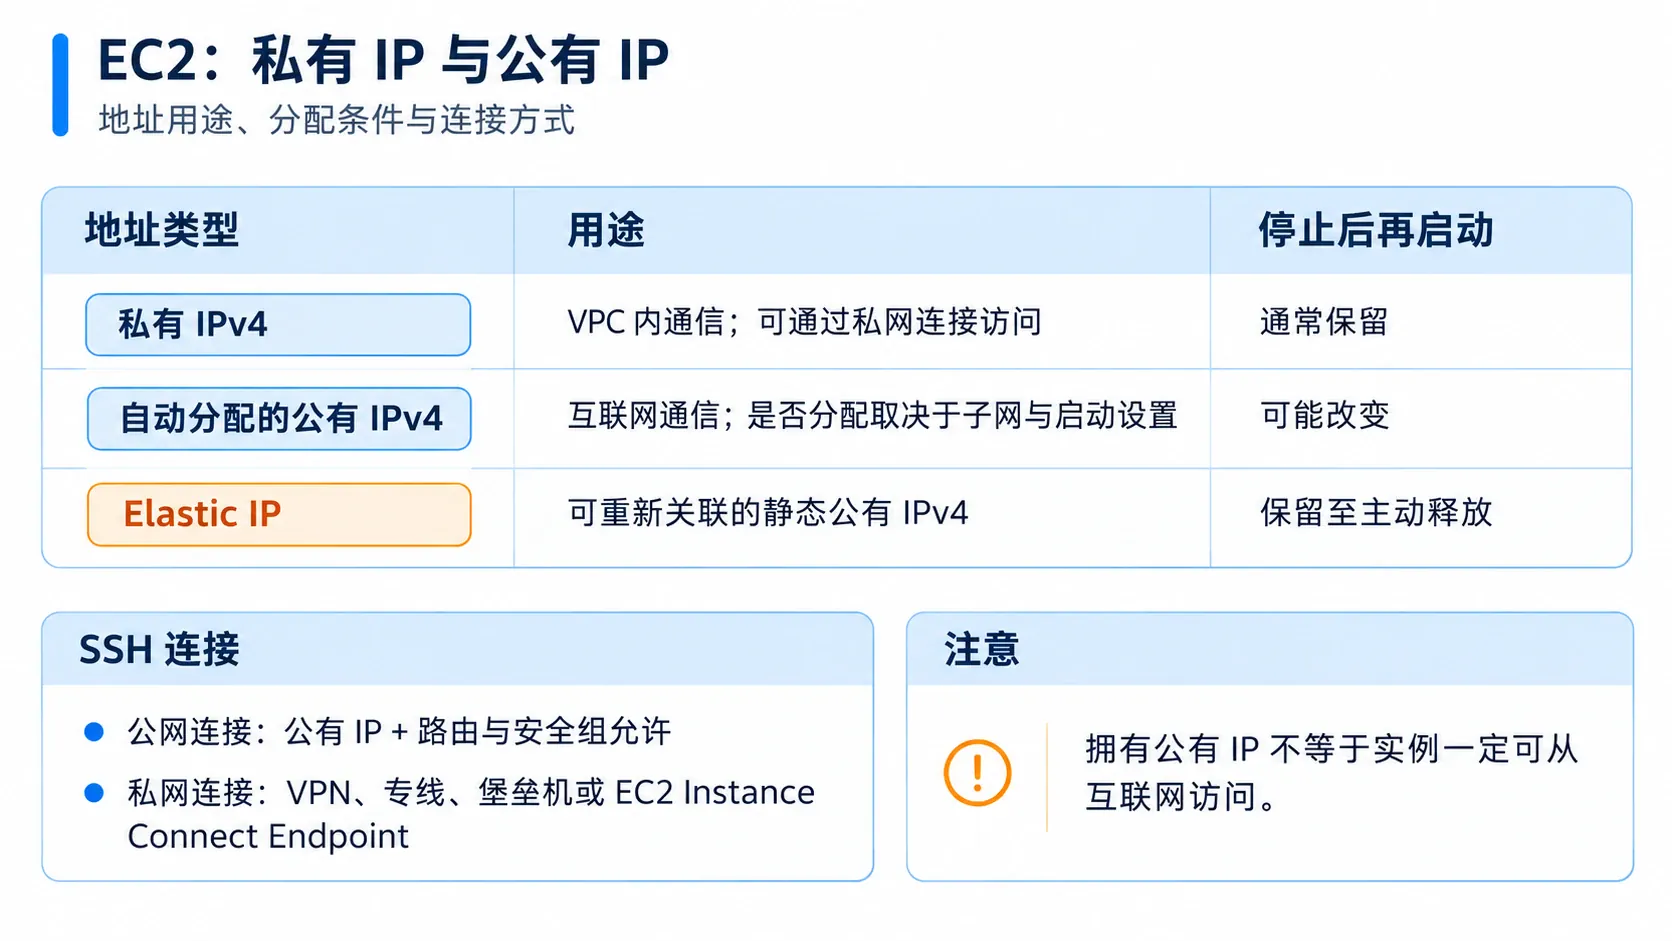 EC2：私有 IP 与公有 IP
地址用途、分配条件与连接方式
地址类型
用途
停止后再启动
私有 IPv4
VPC 内通信；可通过私网连接访问
通常保留
自动分配的公有 IPv4
互联网通信；是否分配取决于子网与启动设置
可能改变
Elastic IP
可重新关联的静态公有 IPv4
保留至主动释放
SSH 连接
公网连接：公有 IP + 路由与安全组允许
私网连接：VPN、专线、堡垒机或 EC2 Instance
Connect Endpoint
注意
拥有公有 IP 不等于实例一定可从
互联网访问。